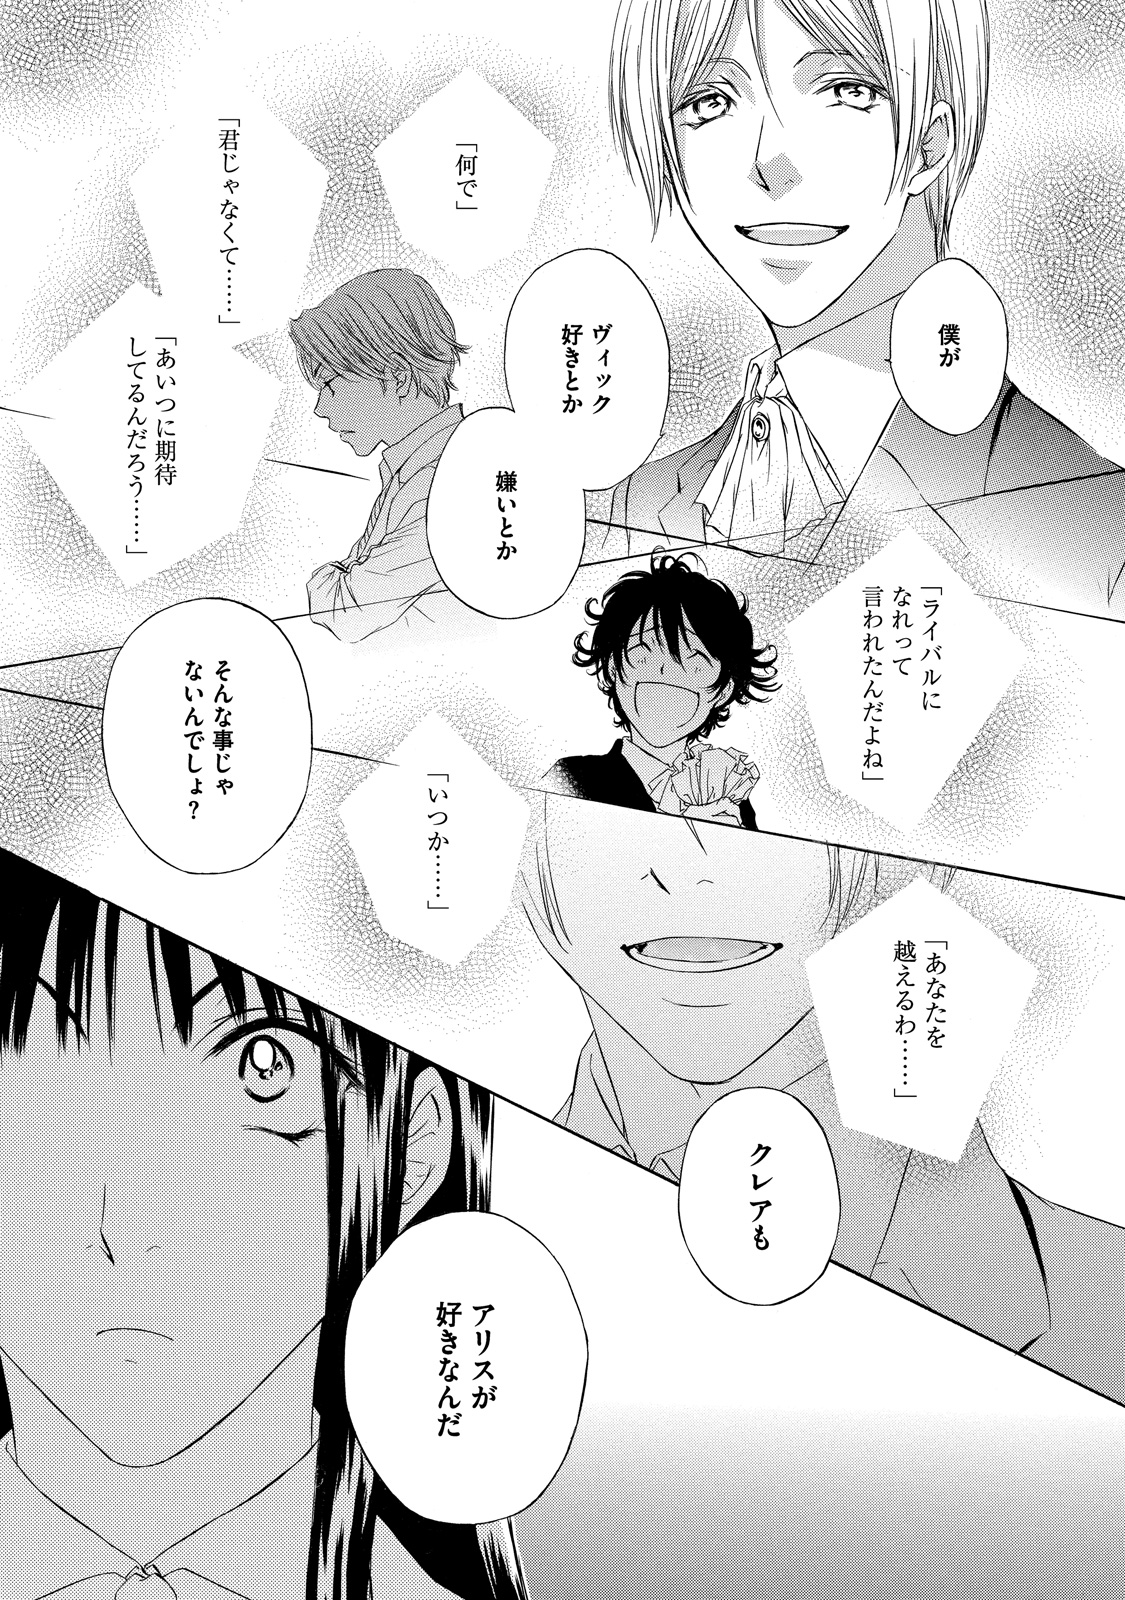 僕が
ヴィック
好きとか
嫌いとか
「何で」
「君じゃなくて……」
「あいつに期待
してるんだろう……」
「ライバルに
なれって
言われたんだよね」
そんな事じゃ
ないんでしょ？
「いつか……」
「あなたを
越えるわ……」
クレアも
アリスが
好きなんだ